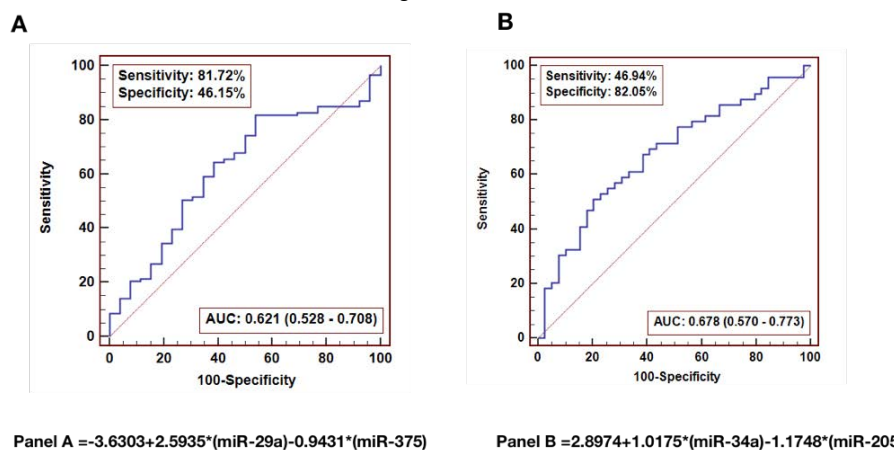 A
B
Sensitivity: 81.72%
Specificity: 46.15%
Sensitivity: 46.94%
Specificity: 82.05%
100
80
60
40
20
0
Sensitivity
AUC: 0.621 (0.528 - 0.708)
0 20 40 60 80 100
100-Specificity
100
80
60
40
20
0
Sensitivity
AUC: 0.678 (0.570 - 0.773)
0 20 40 60 80 100
100-Specificity
Panel A =-3.6303+2.5935*(miR-29a)-0.9431*(miR-375)
Panel B =2.8974+1.0175*(miR-34a)-1.1748*(miR-205